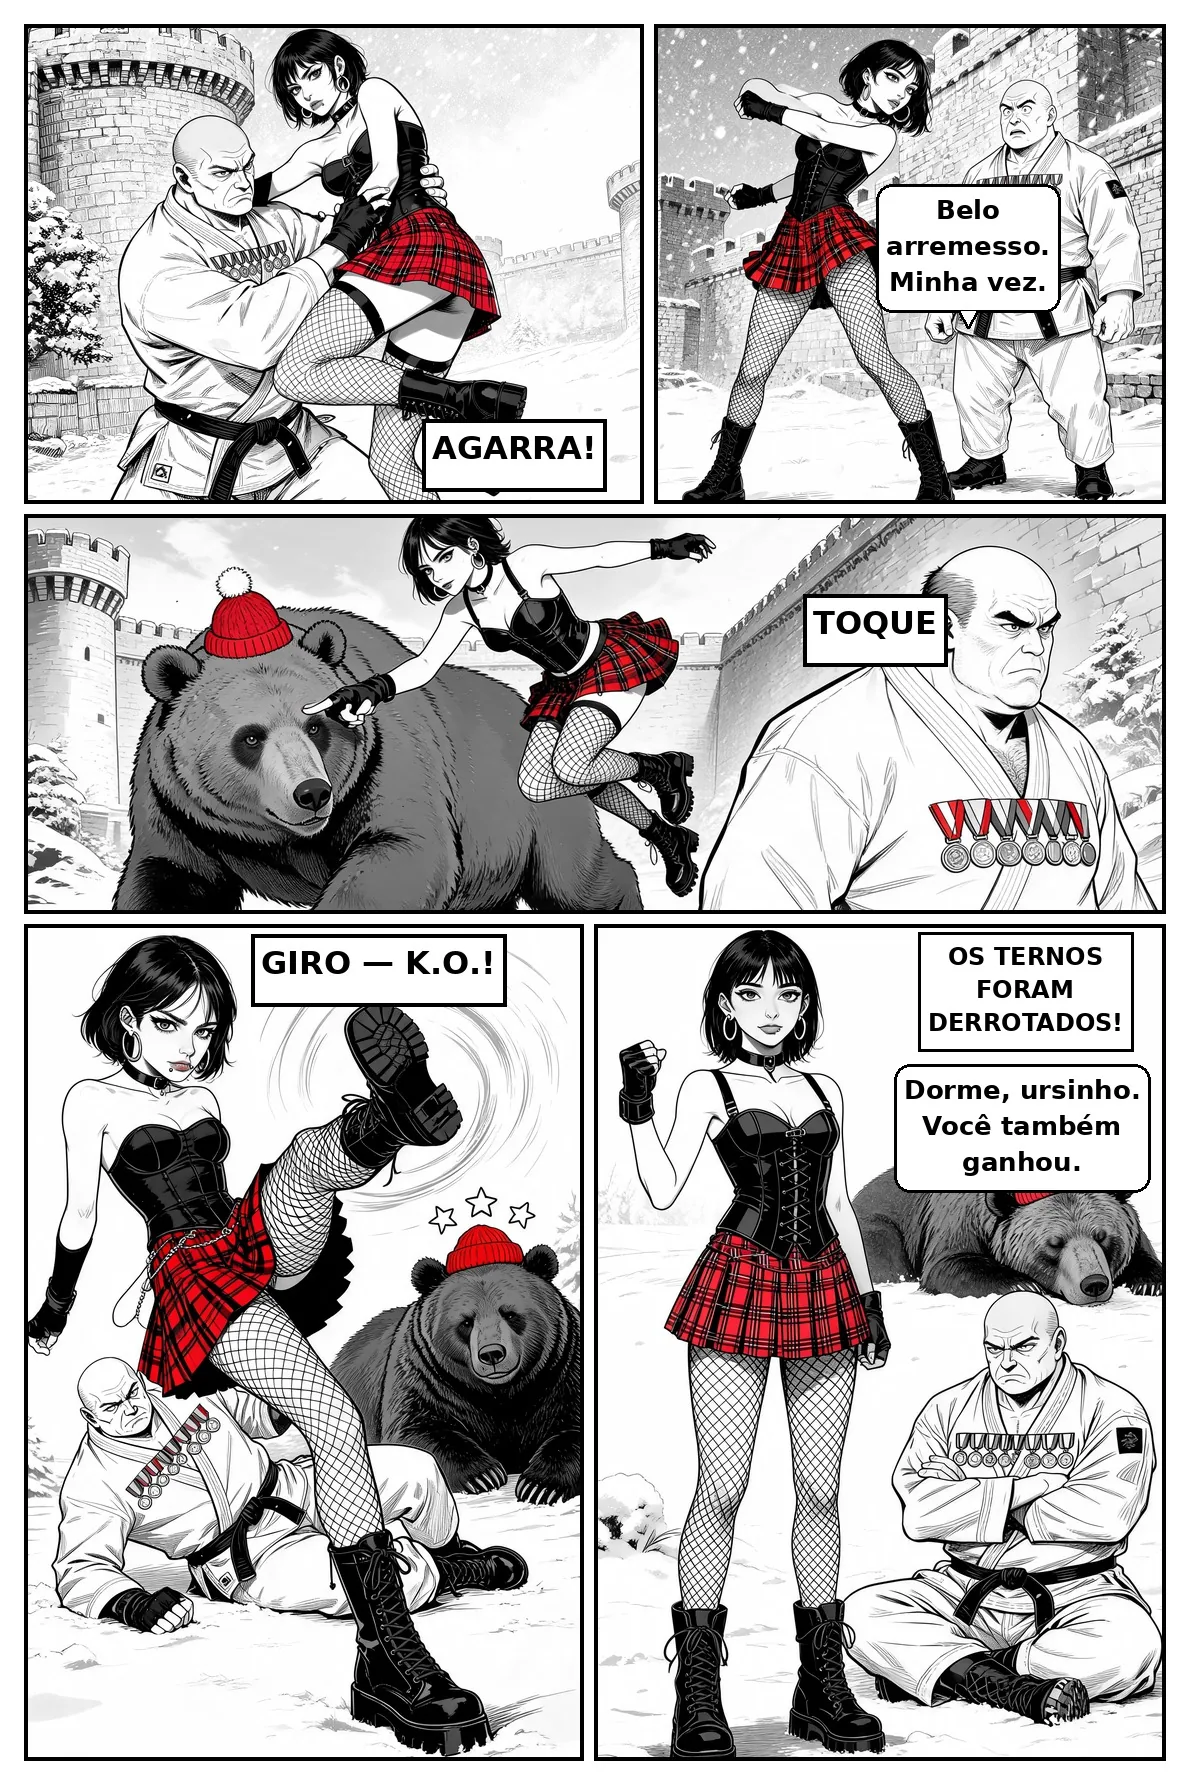 AGARRA!
Belo
arremesso.
Minha vez.
TOQUE
GIRO — K.O.!
OS TERNOS
FORAM
DERROTADOS!
Dorme, ursinho.
Você também
ganhou.